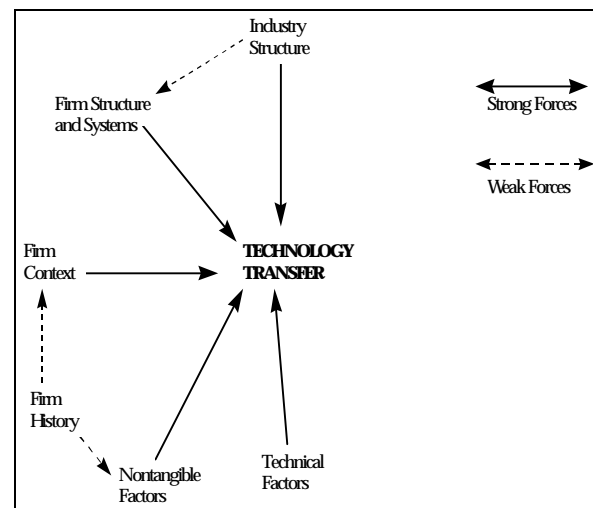 Industry
Structure
Firm Structure
and Systems
Strong Forces
Weak Forces
Firm
Context
TECHNOLOGY
TRANSFER
Firm
History
Nontangible
Factors
Technical
Factors